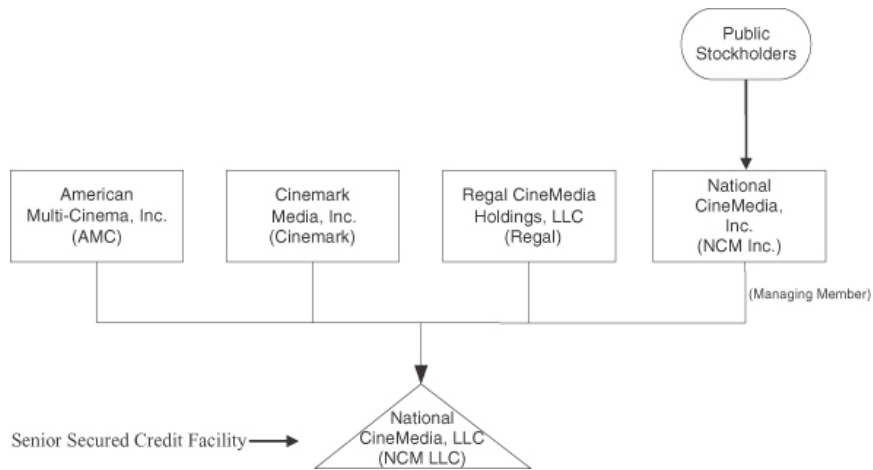 Public
Stockholders
American
Multi-Cinema, Inc.
(AMC)
Cinemark
Media, Inc.
(Cinemark)
Regal CineMedia
Holdings, LLC
(Regal)
National
CineMedia,
Inc.
(NCM Inc.)
(Managing Member)
Senior Secured Credit Facility
National
CineMedia, LLC
(NCM LLC)